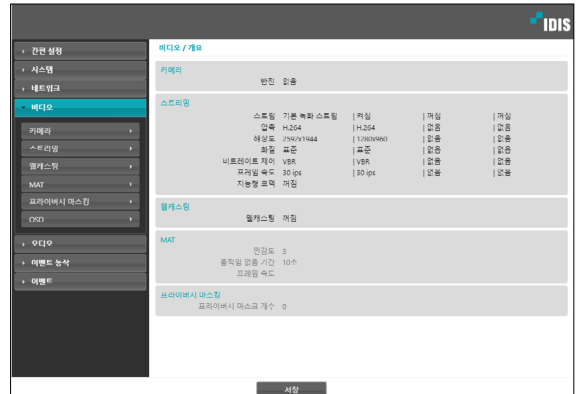 IDIS
간편 설정
시스템
네트워크
비디오
카메라
스트리밍
웹캐스팅
MAT
프라이버시 마스킹
OSD
오디오
이벤트 동작
이벤트
비디오 / 개요
카메라
반전 없음
스트리밍
스트림 기본 녹화 스트림 | 켜짐 | 꺼짐 | 꺼짐
압축 H.264 | H.264 | 없음 | 없음
해상도 2592x1944 | 1280x960 | 없음 | 없음
화질 표준 | 표준 | 없음 | 없음
비트레이트 제어 VBR | VBR | 없음 | 없음
프레임 속도 30 ips | 30 ips | 없음 | 없음
지능형 코덱 꺼짐
웹캐스팅
웹캐스팅 꺼짐
MAT
민감도 3
움직임 없음 기간 10초
프레임 속도
프라이버시 마스킹
프라이버시 마스크 개수 0
저장